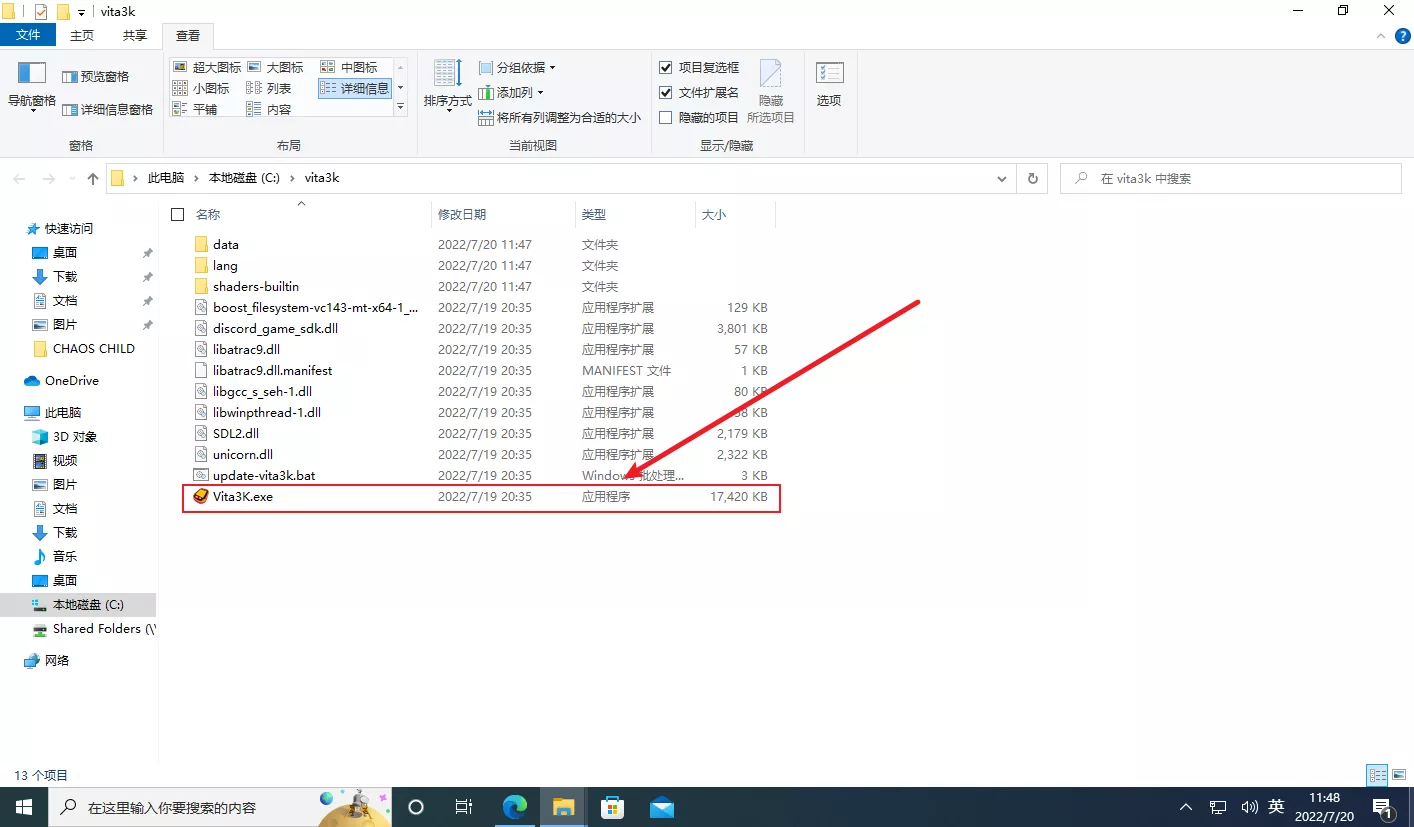 vita3k
文件 主页 共享 查看
导航窗格
预览窗格
详细信息窗格
窗格
超大图标 大图标 中图标
小图标 列表 详细信息
平铺 内容
布局
排序方式
分组依据
添加列
将所有列调整为合适的大小
当前视图
项目复选框
文件扩展名
隐藏的项目
隐藏
所选项目
显示/隐藏
选项
此电脑 › 本地磁盘 (C:) › vita3k
在 vita3k 中搜索
快速访问
桌面
下载
文档
图片
CHAOS CHILD
OneDrive
此电脑
3D 对象
视频
图片
文档
下载
音乐
桌面
本地磁盘 (C:)
Shared Folders (\\
网络
名称 修改日期 类型 大小
data 2022/7/20 11:47 文件夹
lang 2022/7/20 11:47 文件夹
shaders-builtin 2022/7/20 11:47 文件夹
boost_filesystem-vc143-mt-x64-1_... 2022/7/19 20:35 应用程序扩展 129 KB
discord_game_sdk.dll 2022/7/19 20:35 应用程序扩展 3,801 KB
libatrac9.dll 2022/7/19 20:35 应用程序扩展 57 KB
libatrac9.dll.manifest 2022/7/19 20:35 MANIFEST 文件 1 KB
libgcc_s_seh-1.dll 2022/7/19 20:35 应用程序扩展 80 KB
libwinpthread-1.dll 2022/7/19 20:35 应用程序扩展 KB
SDL2.dll 2022/7/19 20:35 应用程序扩展 2,179 KB
unicorn.dll 2022/7/19 20:35 应用程序扩展 2,322 KB
update-vita3k.bat 2022/7/19 20:35 Windows 批处理... 3 KB
Vita3K.exe 2022/7/19 20:35 应用程序 17,420 KB
13 个项目
在这里输入你要搜索的内容
英
11:48
2022/7/20
1